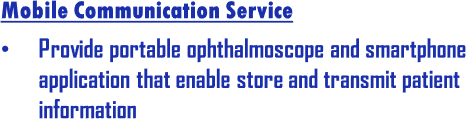 Mobile Communication Service
• Provide portable ophthalmoscope and smartphone
application that enable store and transmit patient
information